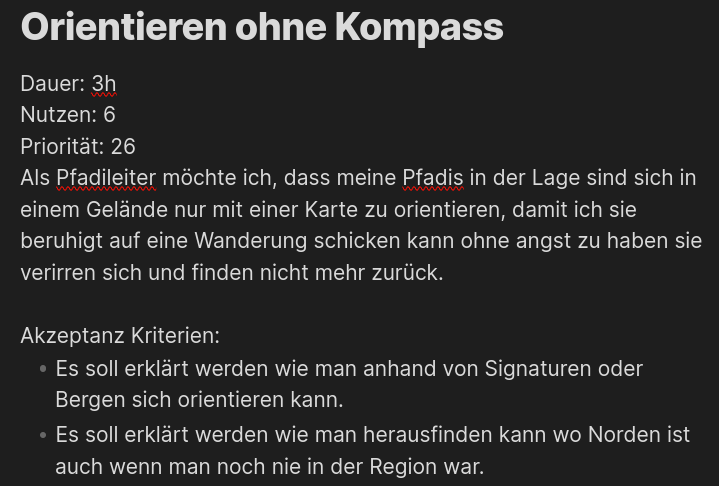 Orientieren ohne Kompass
Dauer: 3h
Nutzen: 6
Priorität: 26
Als Pfadileiter möchte ich, dass meine Pfadis in der Lage sind sich in
einem Gelände nur mit einer Karte zu orientieren, damit ich sie
beruhigt auf eine Wanderung schicken kann ohne angst zu haben sie
verirren sich und finden nicht mehr zurück.
Akzeptanz Kriterien:
• Es soll erklärt werden wie man anhand von Signaturen oder
Bergen sich orientieren kann.
• Es soll erklärt werden wie man herausfinden kann wo Norden ist
auch wenn man noch nie in der Region war.